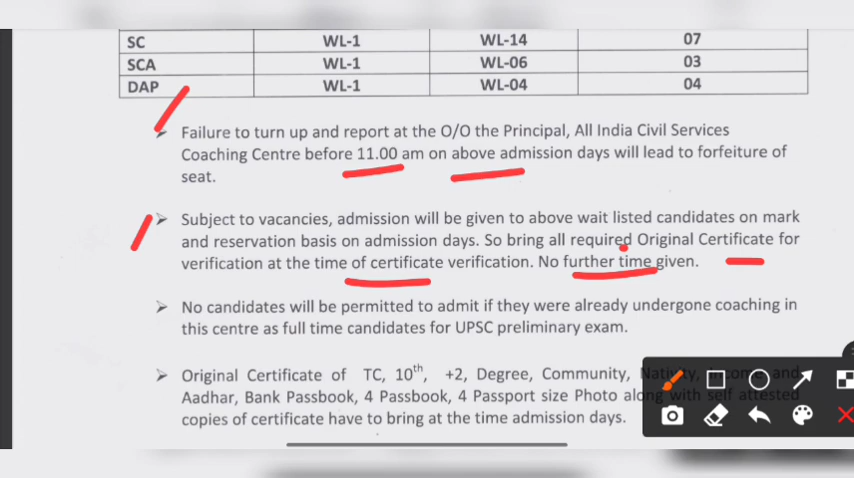 SC WL-1 WL-14 07
SCA WL-1 WL-06 03
DAP WL-1 WL-04 04
➢ Failure to turn up and report at the O/O the Principal, All India Civil Services
Coaching Centre before 11.00 am on above admission days will lead to forfeiture of
seat.
➢ Subject to vacancies, admission will be given to above wait listed candidates on mark
and reservation basis on admission days. So bring all required Original Certificate for
verification at the time of certificate verification. No further time given.
➢ No candidates will be permitted to admit if they were already undergone coaching in
this centre as full time candidates for UPSC preliminary exam.
➢ Original Certificate of TC, 10th, +2, Degree, Community, Nativity, Income and
Aadhar, Bank Passbook, 4 Passbook, 4 Passport size Photo along with self attested
copies of certificate have to bring at the time admission days.